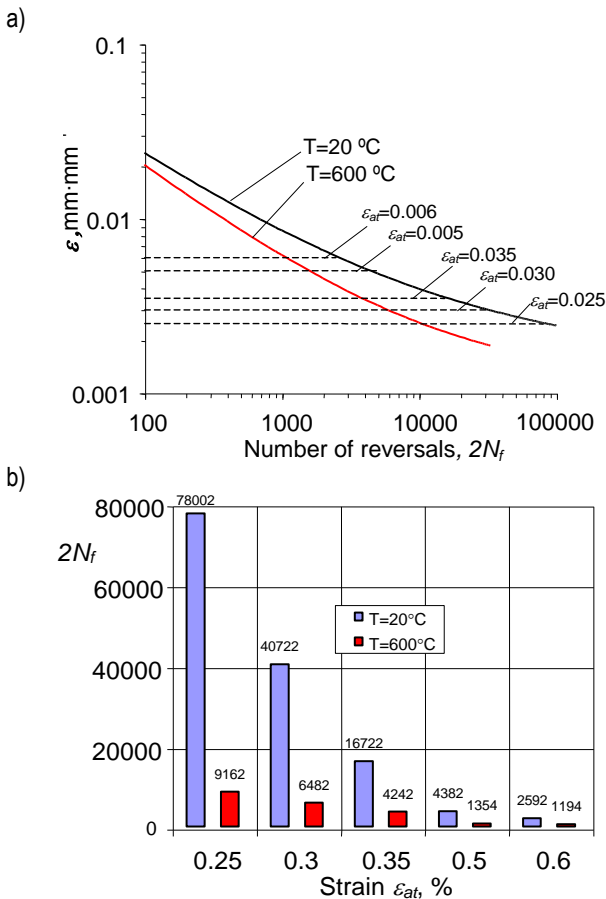 a)
0.1
0.01
0.001
ε,mm·mm
T=20 ºC
T=600 ºC
εat=0.006
εat=0.005
εat=0.035
εat=0.030
εat=0.025
100
1000
10000
100000
Number of reversals, 2Nf
b)
80000
60000
40000
20000
0
2Nf
78002
9162
40722
6482
16722
4242
4382
1354
2592
1194
T=20°C
T=600°C
0.25
0.3
0.35
0.5
0.6
Strain εat, %